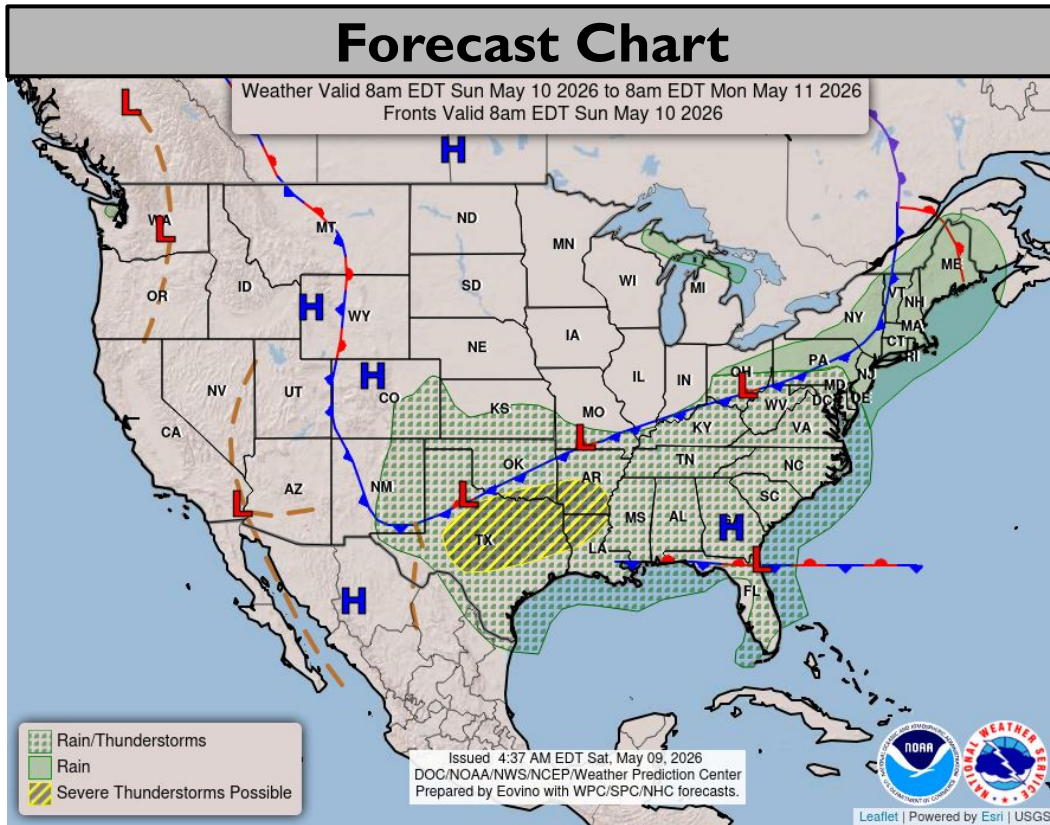 Forecast Chart
Weather Valid 8am EDT Sun May 10 2026 to 8am EDT Mon May 11 2026
Fronts Valid 8am EDT Sun May 10 2026
L
H
WA
L
MT
ND
MN
ME
OR
ID
WI
MI
VT
NH
H
WY
SD
NY
MA
CT
RI
IA
NE
PA
NJ
NV
UT
H
CO
IL
IN
OH
L
MD
DE
DC
WV
KS
MO
CA
KY
VA
L
OK
TN
NC
AZ
NM
L
AR
SC
L
MS
AL
H
TX
LA
L
FL
H
Rain/Thunderstorms
Rain
Severe Thunderstorms Possible
Issued 4:37 AM EDT Sat, May 09, 2026
DOC/NOAA/NWS/NCEP/Weather Prediction Center
Prepared by Eovino with WPC/SPC/NHC forecasts.
NOAA
NATIONAL WEATHER SERVICE
Leaflet | Powered by Esri | USGS